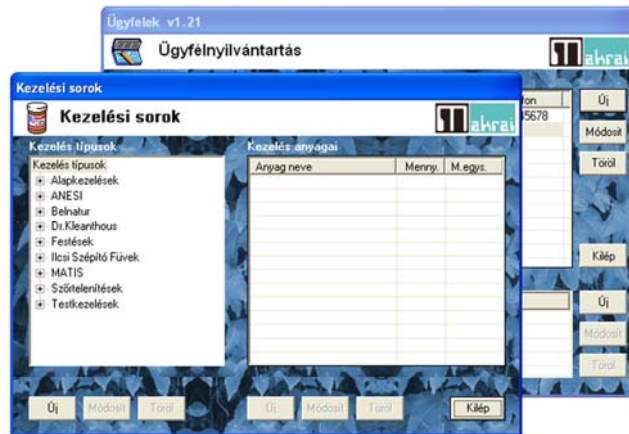 Ügyfelek v1.21
Ügyfélnyilvántartás
akrai
fon
Új
5678
Módosít
Töröl
Kilép
Új
Módosít
Töröl
Kezelési sorok
Kezelési sorok
akrai
Kezelés típusok
Kezelés típusok
Alapkezelések
ANESI
Belnatur
Dr.Kleanthous
Festések
Ilcsi Szépítő Füvek
MATIS
Szőrtelenítések
Testkezelések
Kezelés anyagai
Anyag neve Menny. M.egys.
Új Módosít Töröl
Új Módosít Töröl Kilép